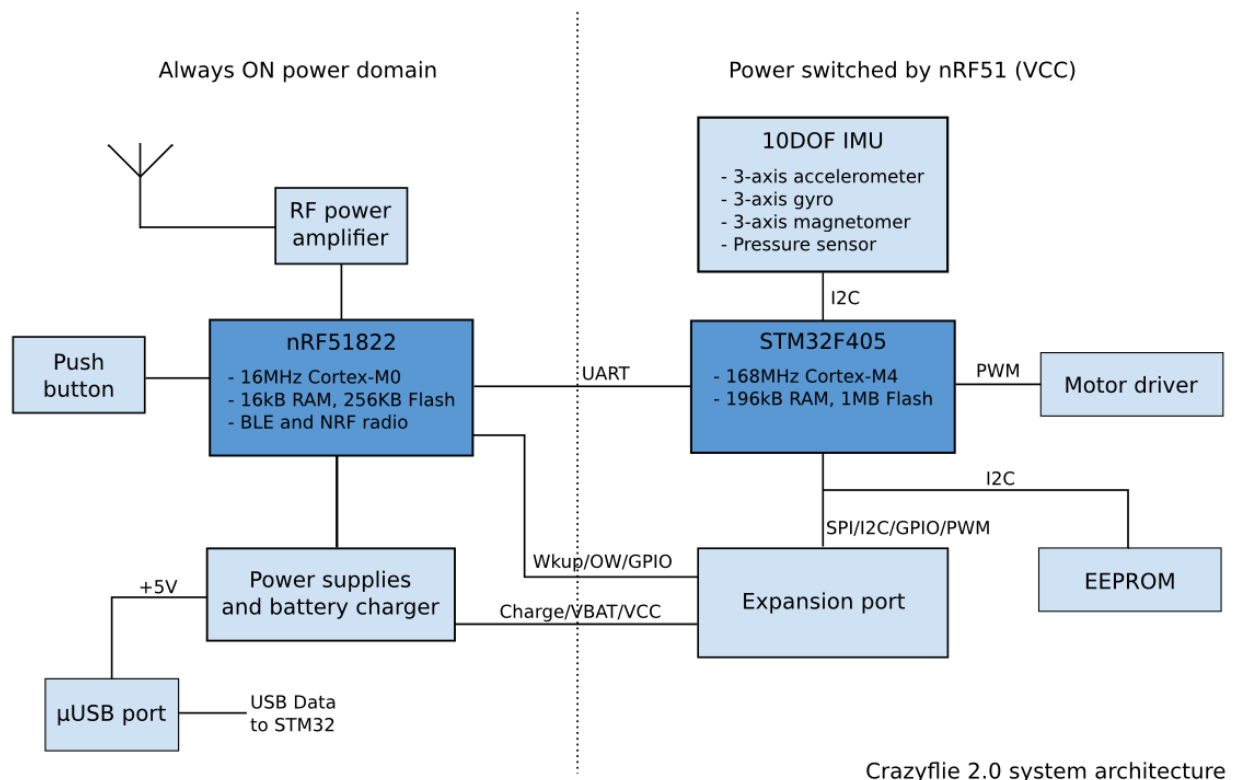 Always ON power domain
Power switched by nRF51 (VCC)
10DOF IMU
- 3-axis accelerometer
- 3-axis gyro
- 3-axis magnetomer
- Pressure sensor
RF power
amplifier
I2C
nRF51822
- 16MHz Cortex-M0
- 16kB RAM, 256KB Flash
- BLE and NRF radio
Push
button
UART
STM32F405
- 168MHz Cortex-M4
- 196kB RAM, 1MB Flash
PWM
Motor driver
I2C
SPI/I2C/GPIO/PWM
Wkup/OW/GPIO
Power supplies
and battery charger
+5V
Charge/VBAT/VCC
Expansion port
EEPROM
µUSB port
USB Data
to STM32
Crazyflie 2.0 system architecture